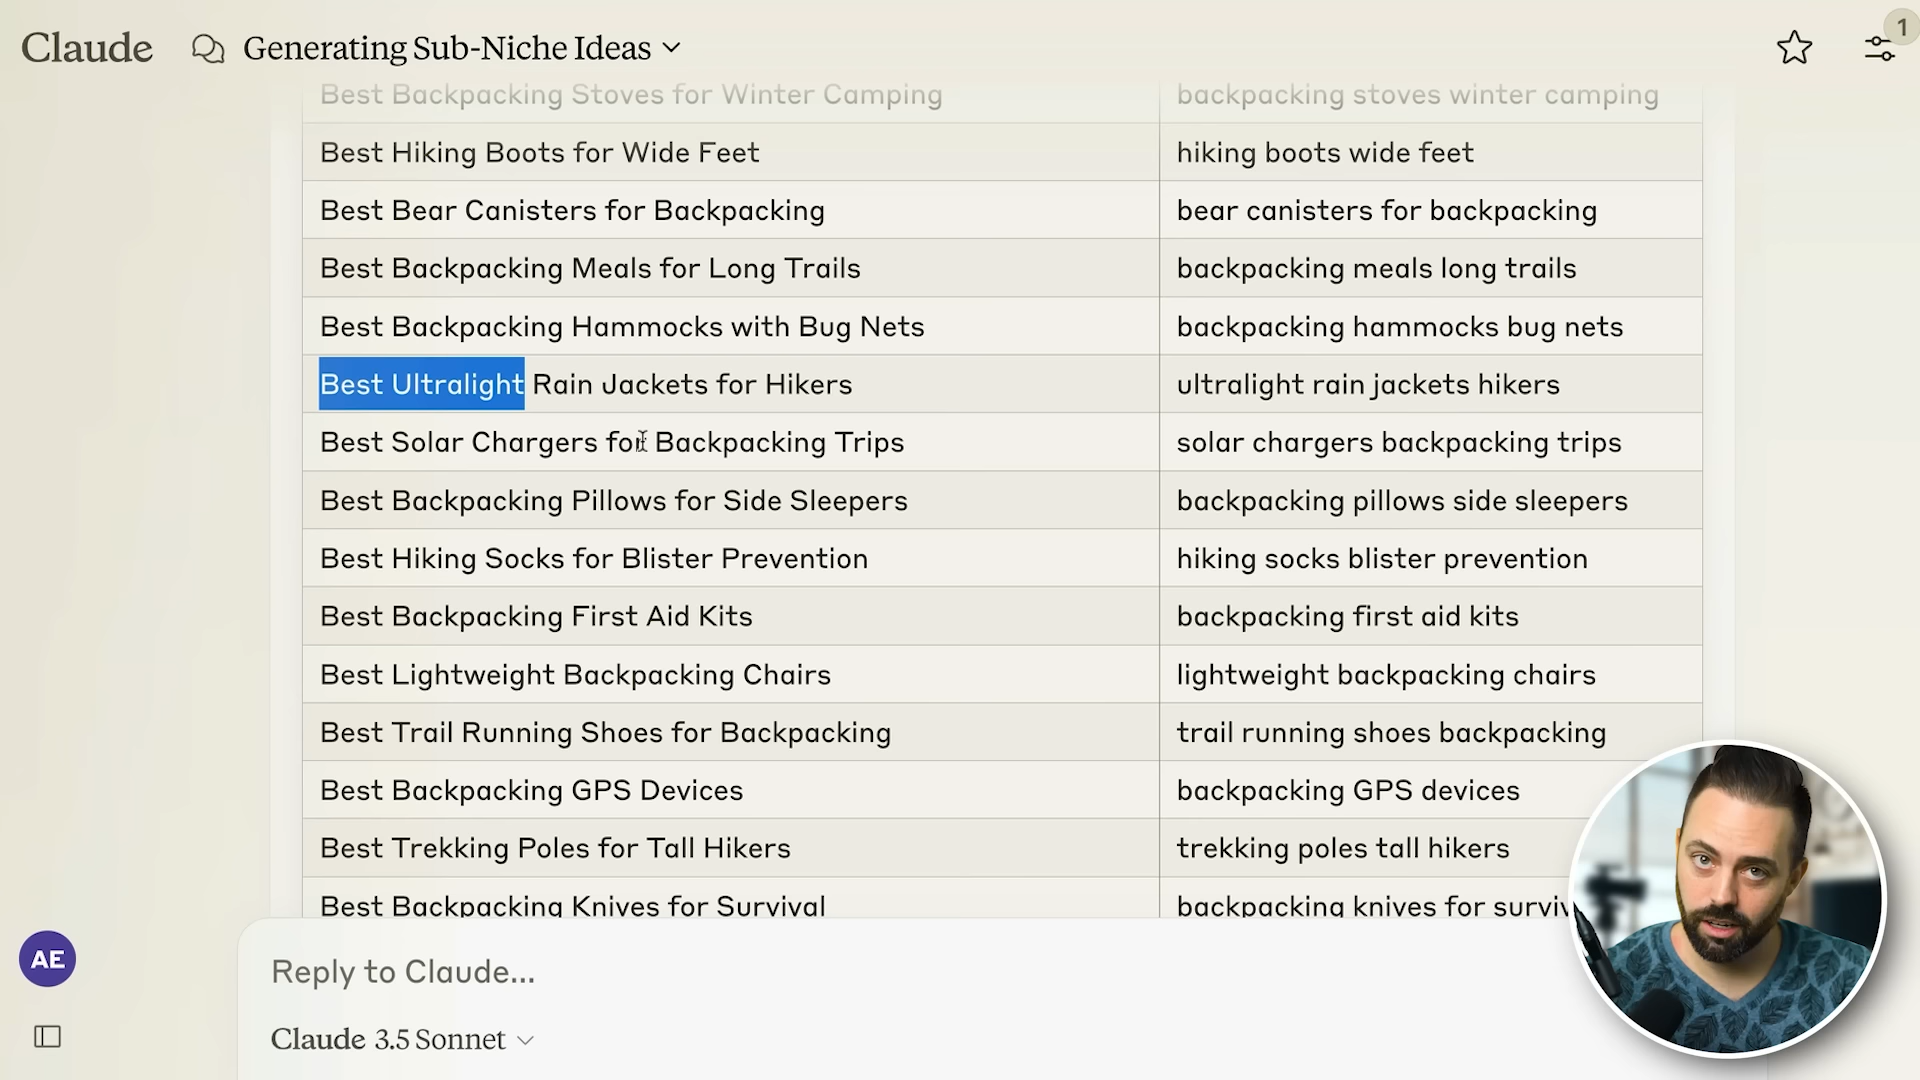 Claude
Generating Sub-Niche Ideas
1
Best Backpacking Stoves for Winter Camping
backpacking stoves winter camping
Best Hiking Boots for Wide Feet
hiking boots wide feet
Best Bear Canisters for Backpacking
bear canisters for backpacking
Best Backpacking Meals for Long Trails
backpacking meals long trails
Best Backpacking Hammocks with Bug Nets
backpacking hammocks bug nets
Best Ultralight Rain Jackets for Hikers
ultralight rain jackets hikers
Best Solar Chargers for Backpacking Trips
solar chargers backpacking trips
Best Backpacking Pillows for Side Sleepers
backpacking pillows side sleepers
Best Hiking Socks for Blister Prevention
hiking socks blister prevention
Best Backpacking First Aid Kits
backpacking first aid kits
Best Lightweight Backpacking Chairs
lightweight backpacking chairs
Best Trail Running Shoes for Backpacking
trail running shoes backpacking
Best Backpacking GPS Devices
backpacking GPS devices
Best Trekking Poles for Tall Hikers
trekking poles tall hikers
Best Backpacking Knives for Survival
backpacking knives for surviv
AE
Reply to Claude...
Claude 3.5 Sonnet